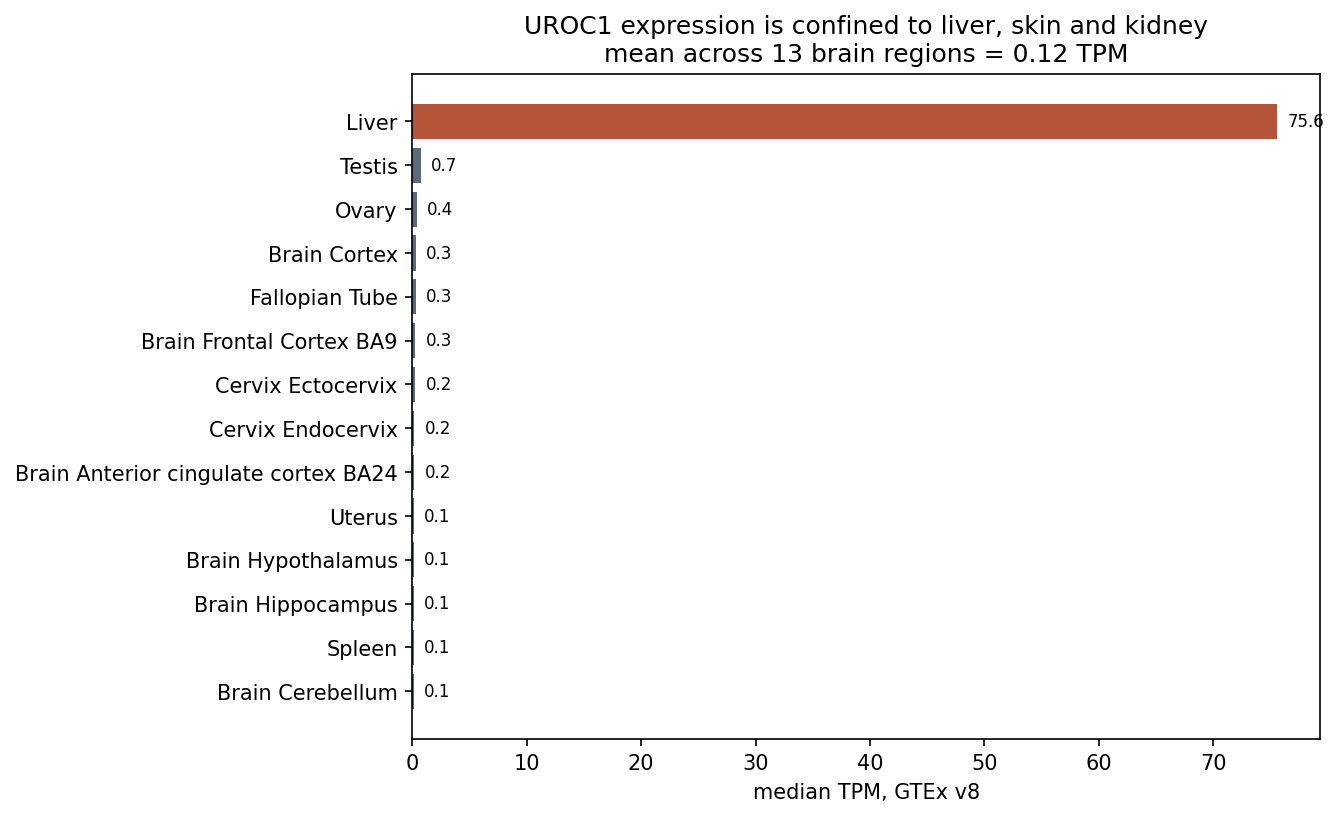 UROC1 expression is confined to liver, skin and kidney
mean across 13 brain regions = 0.12 TPM
Liver 75.6
Testis 0.7
Ovary 0.4
Brain Cortex 0.3
Fallopian Tube 0.3
Brain Frontal Cortex BA9 0.3
Cervix Ectocervix 0.2
Cervix Endocervix 0.2
Brain Anterior cingulate cortex BA24 0.2
Uterus 0.1
Brain Hypothalamus 0.1
Brain Hippocampus 0.1
Spleen 0.1
Brain Cerebellum 0.1
0 10 20 30 40 50 60 70
median TPM, GTEx v8